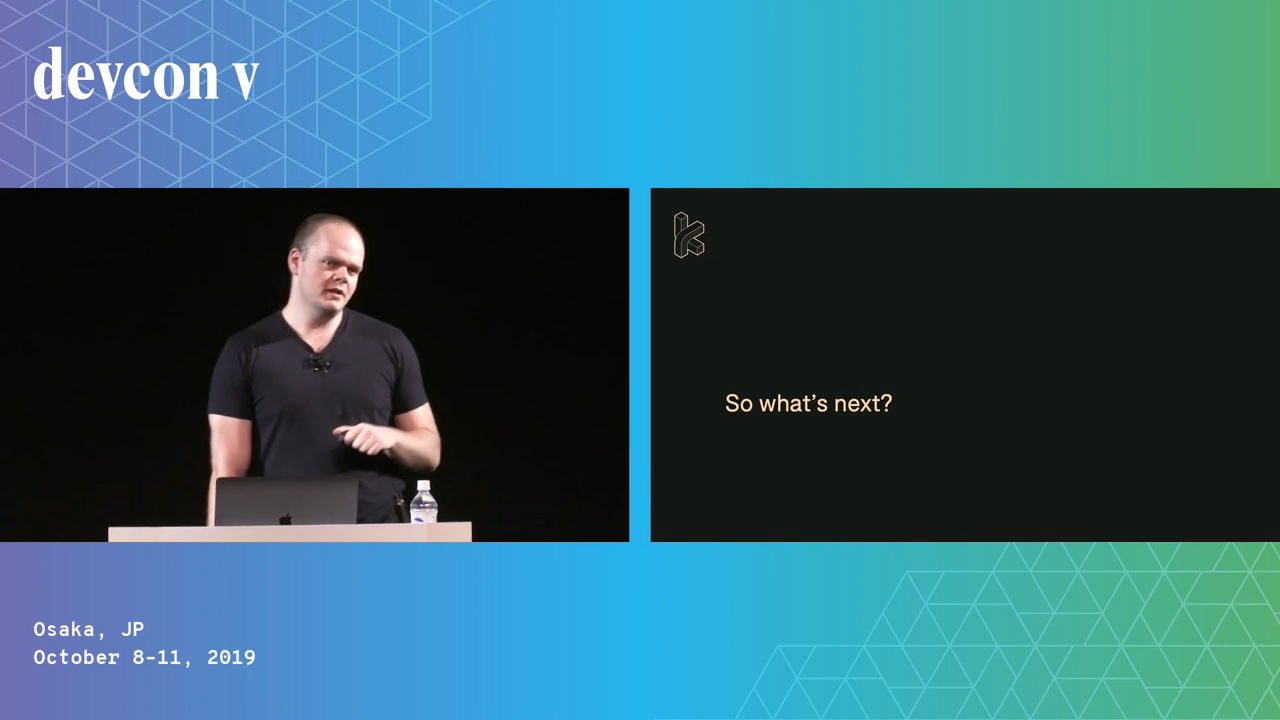 devcon v
So what's next?
Osaka, JP
October 8-11, 2019